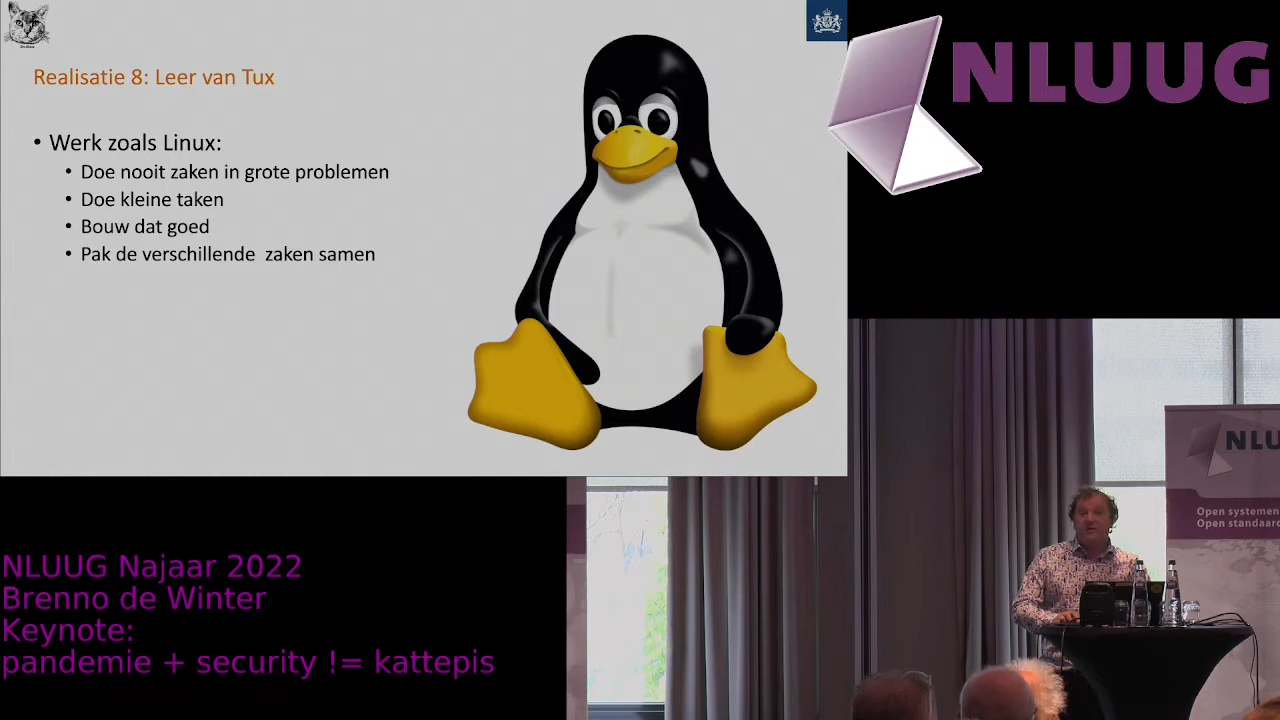 Realisatie 8: Leer van Tux
• Werk zoals Linux:
• Doe nooit zaken in grote problemen
• Doe kleine taken
• Bouw dat goed
• Pak de verschillende  zaken samen
NLUUG
NLU
Open systemen
Open standaar
NLUUG Najaar 2022
Brenno de Winter
Keynote:
pandemie + security != kattepis